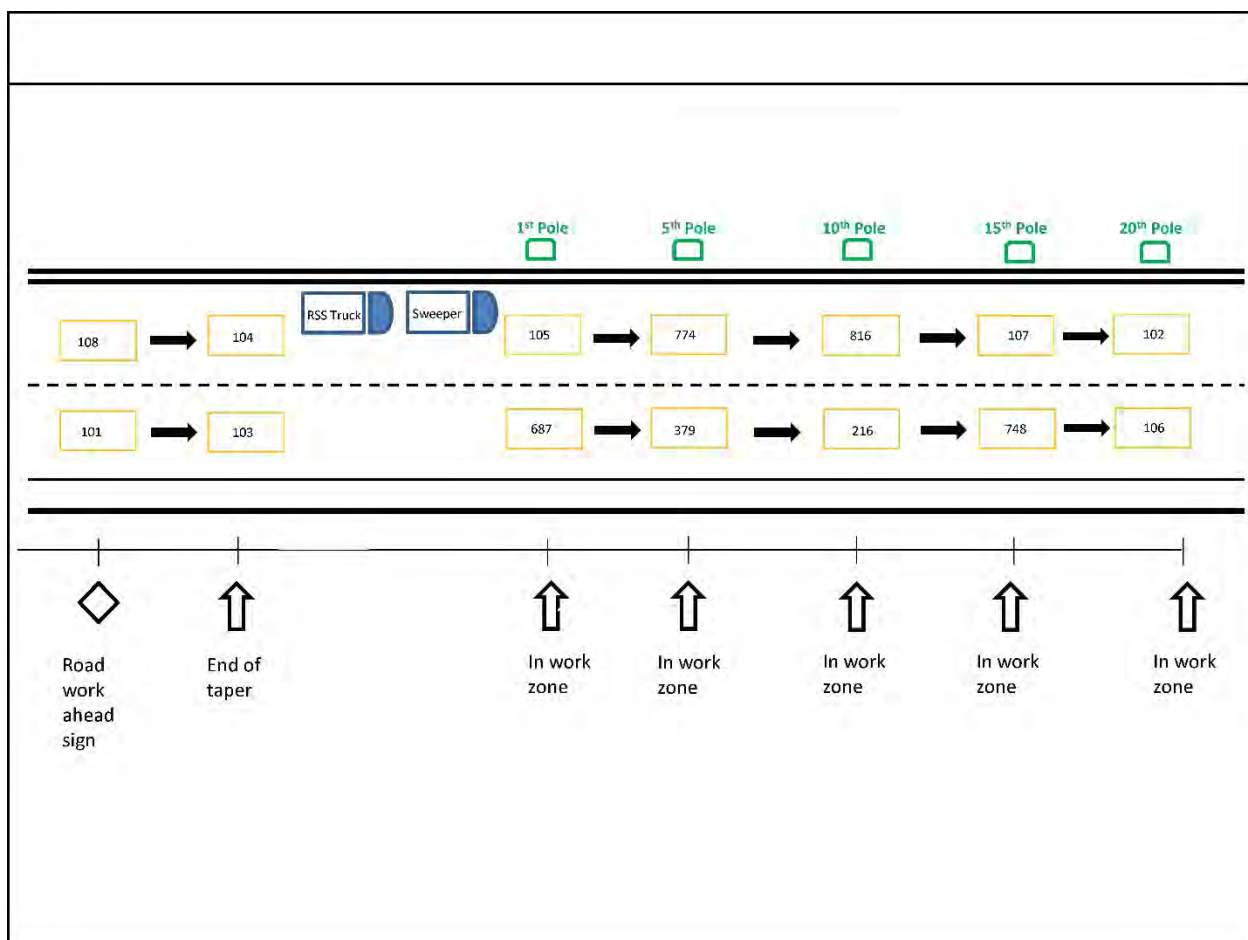 1st Pole
5th Pole
10th Pole
15th Pole
20th Pole
RSS Truck
Sweeper
108
104
105
774
816
107
102
101
103
687
379
216
748
106
Road
work
ahead
sign
End of
taper
In work
zone
In work
zone
In work
zone
In work
zone
In work
zone